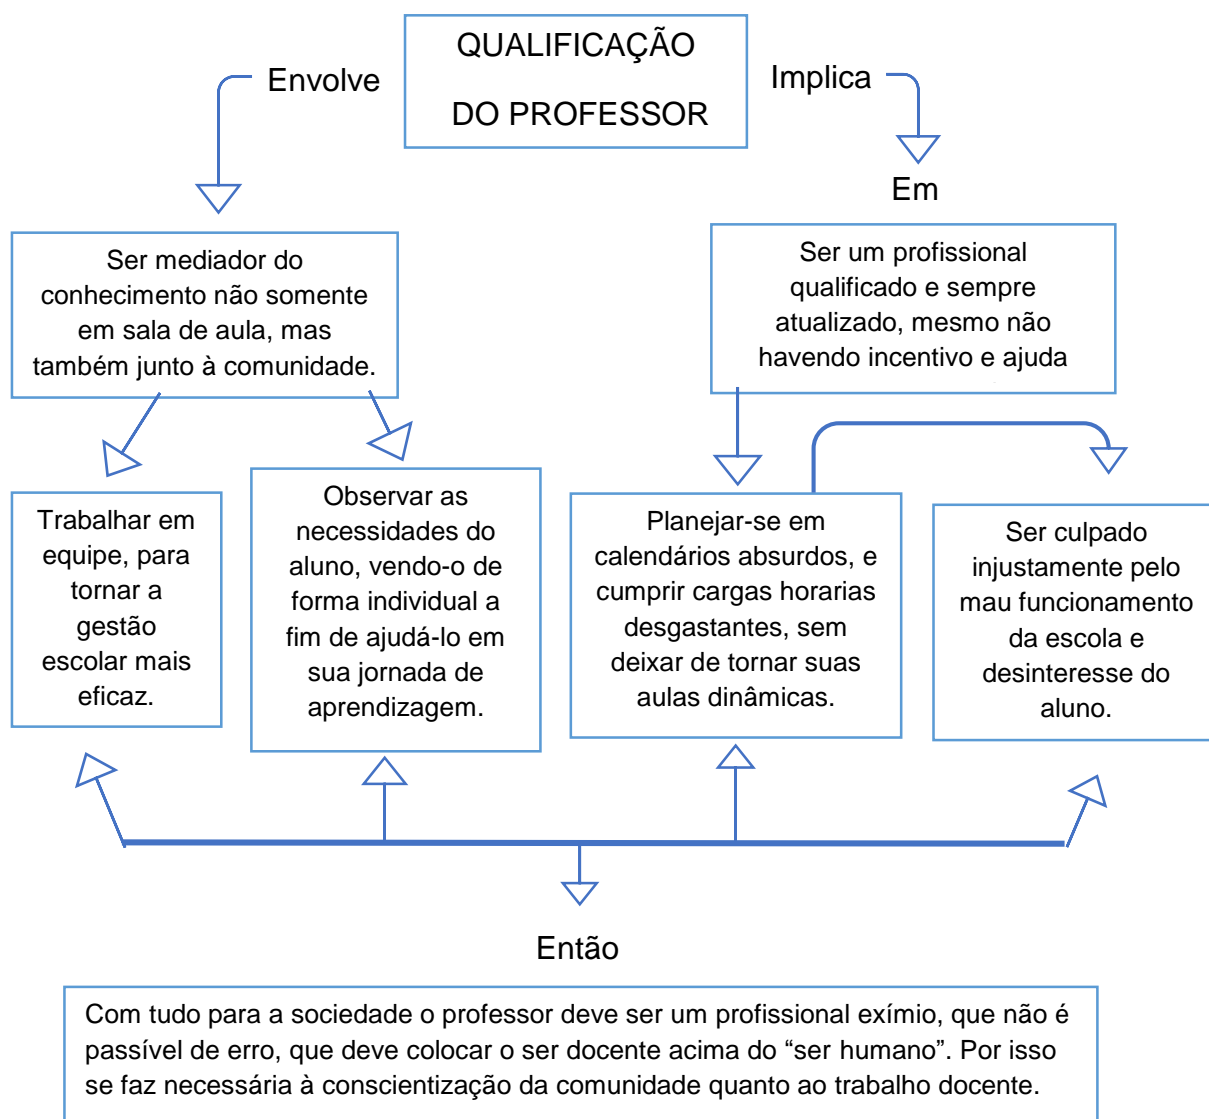 QUALIFICAÇÃO
DO PROFESSOR
Envolve
Implica
Em
Ser mediador do
conhecimento não somente
em sala de aula, mas
também junto à comunidade.
Ser um profissional
qualificado e sempre
atualizado, mesmo não
havendo incentivo e ajuda
Trabalhar em
equipe, para
tornar a
gestão
escolar mais
eficaz.
Observar as
necessidades do
aluno, vendo-o de
forma individual a
fim de ajudá-lo em
sua jornada de
aprendizagem.
Planejar-se em
calendários absurdos, e
cumprir cargas horarias
desgastantes, sem
deixar de tornar suas
aulas dinâmicas.
Ser culpado
injustamente pelo
mau funcionamento
da escola e
desinteresse do
aluno.
Então
Com tudo para a sociedade o professor deve ser um profissional exímio, que não é
passível de erro, que deve colocar o ser docente acima do “ser humano”. Por isso
se faz necessária à conscientização da comunidade quanto ao trabalho docente.